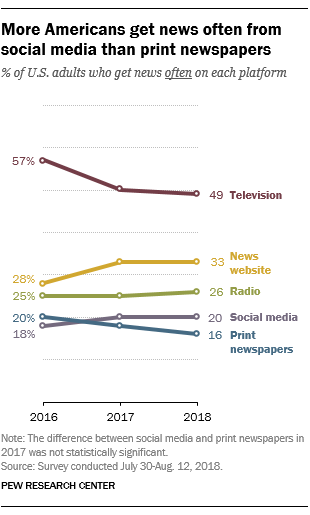 More Americans get news often from
social media than print newspapers
% of U.S. adults who get news often on each platform
57%
49 Television
33 News
website
28%
26 Radio
25%
20%
20 Social media
18%
16 Print
newspapers
2016 2017 2018
Note: The difference between social media and print newspapers in
2017 was not statistically significant.
Source: Survey conducted July 30-Aug. 12, 2018.
PEW RESEARCH CENTER